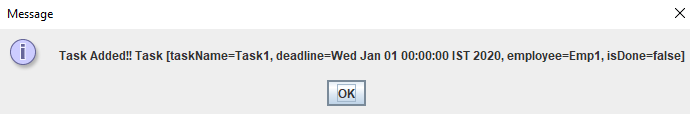 Message
Task Added!! Task [taskName=Task1, deadline=Wed Jan 01 00:00:00 IST 2020, employee=Emp1, isDone=false]
OK